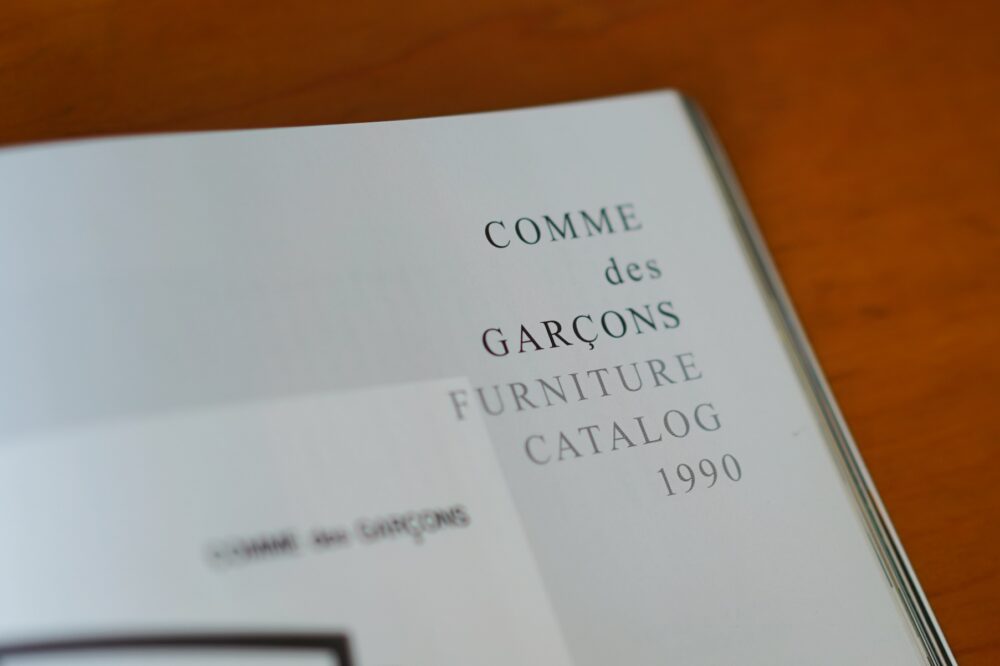 COMME
des
GARÇONS
FURNITURE
CATALOG
1990
COMME des GARÇONS